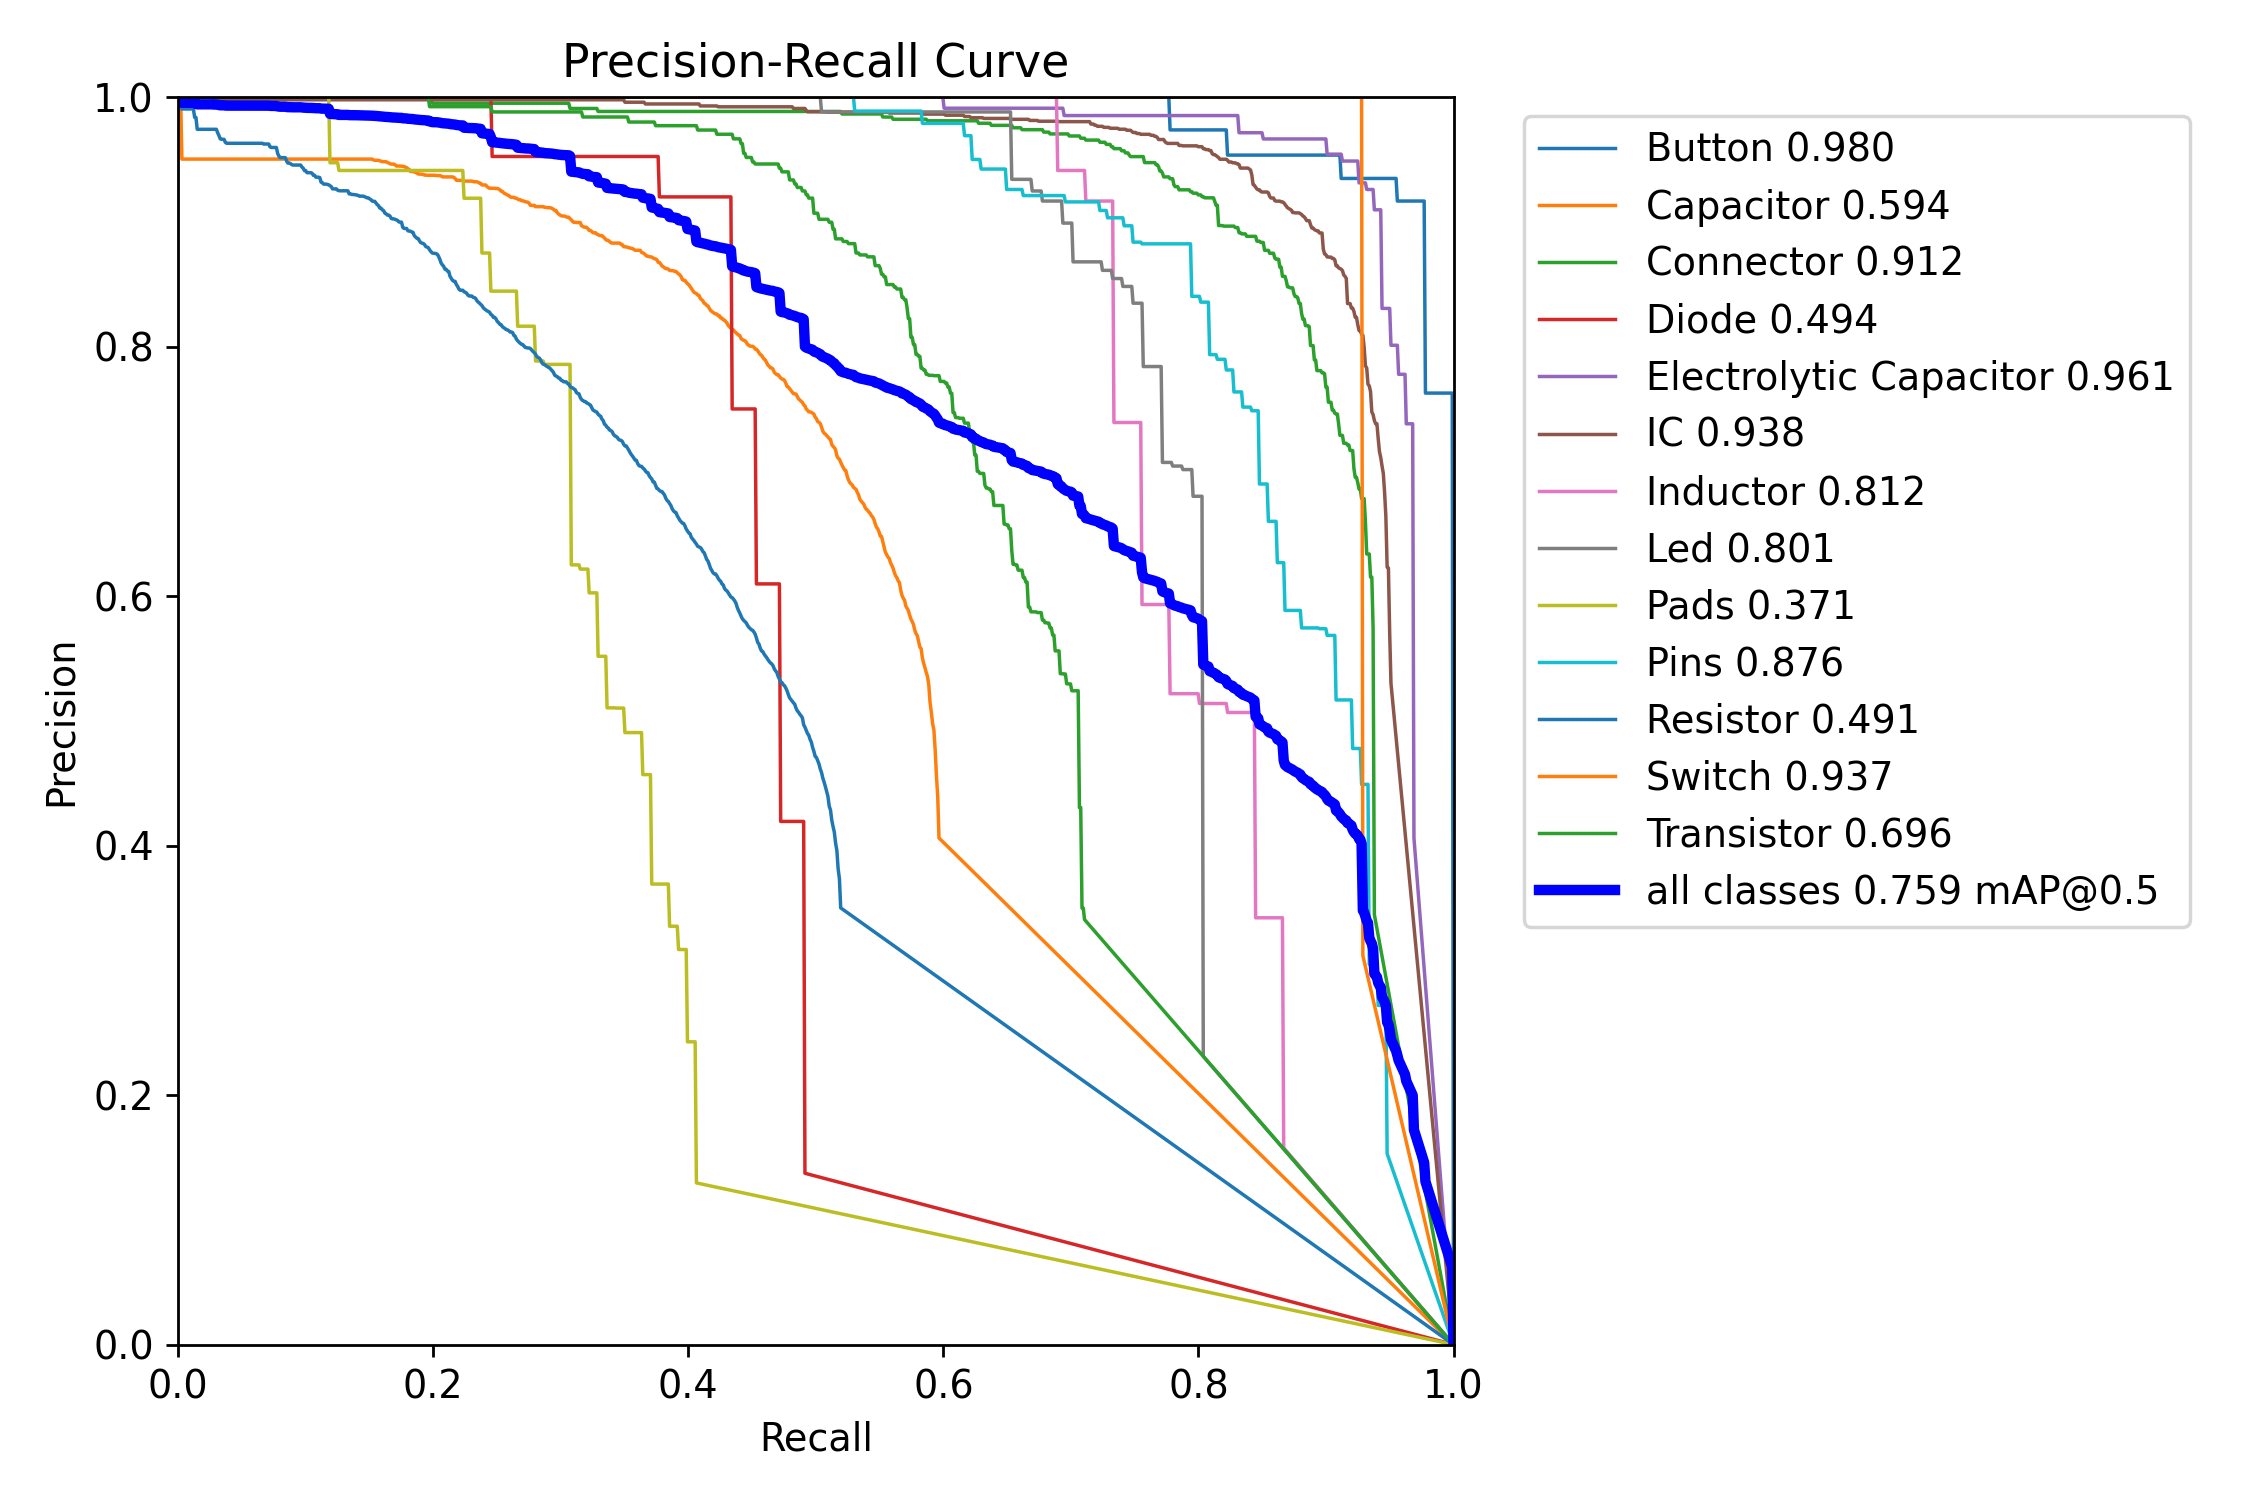 Precision-Recall Curve
1.0
0.8
0.6
0.4
0.2
0.0
Precision
0.0 0.2 0.4 0.6 0.8 1.0
Recall
Button 0.980
Capacitor 0.594
Connector 0.912
Diode 0.494
Electrolytic Capacitor 0.961
IC 0.938
Inductor 0.812
Led 0.801
Pads 0.371
Pins 0.876
Resistor 0.491
Switch 0.937
Transistor 0.696
all classes 0.759 mAP@0.5